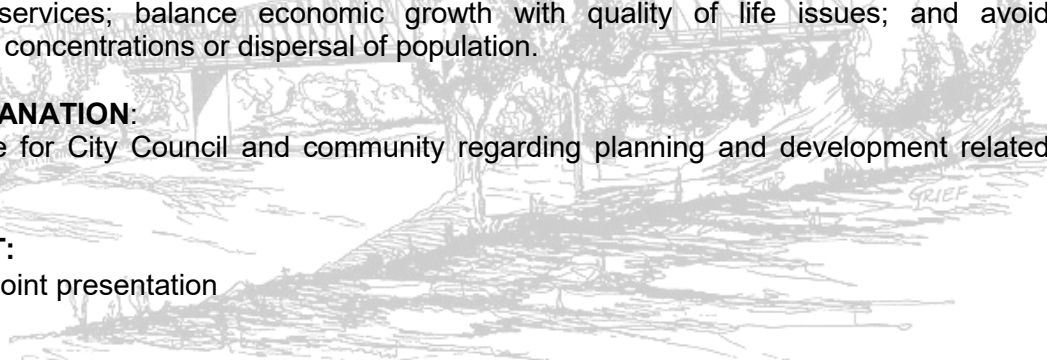 services; balance economic growth with quality of life issues; and avoid
concentrations or dispersal of population.
ANATION:
e for City Council and community regarding planning and development related
GRIEF
T:
oint presentation